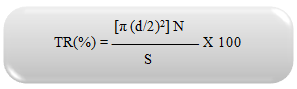 [π (d/2)²] N
TR(%) = ────── X 100
S